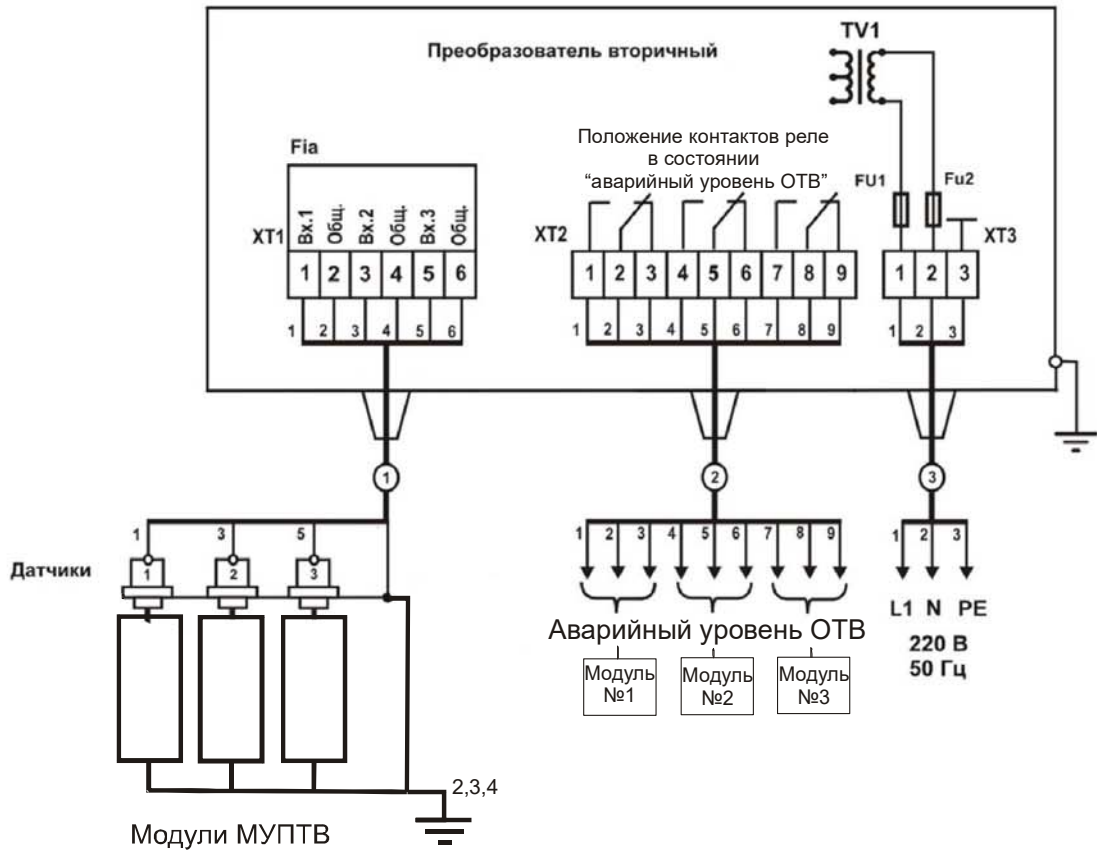 TV1
Преобразователь вторичный
Положение контактов реле
в состоянии
“аварийный уровень ОТВ”
Fia
FU1
Fu2
Вх.1
Общ.
Вх.2
Общ.
Вх.3
Общ.
XT1
XT2
XT3
1 2 3 4 5 6
1 2 3 4 5 6 7 8 9
1 2 3
1 2 3 4 5 6
1 2 3 4 5 6 7 8 9
1 2 3
1
2
3
1 3 5
1 2 3 4 5 6 7 8 9
1 2 3
Датчики
1 2 3
L1 N PE
220 В
50 Гц
Аварийный уровень ОТВ
Модуль
№1
Модуль
№2
Модуль
№3
2,3,4
Модули МУПТВ